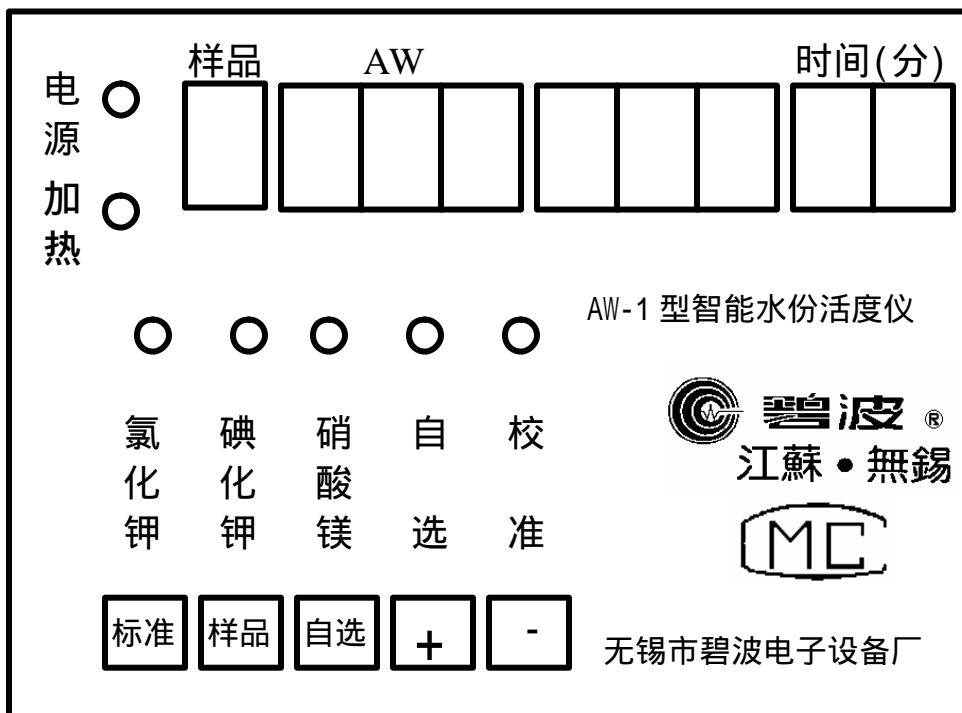 样品 AW 时间(分)
电源
加热
AW-1 型智能水份活度仪
氯化钾 碘化钾 硝酸镁 自选 校准
碧波 ®
江蘇·無錫
MC
标准 样品 自选 + -
无锡市碧波电子设备厂